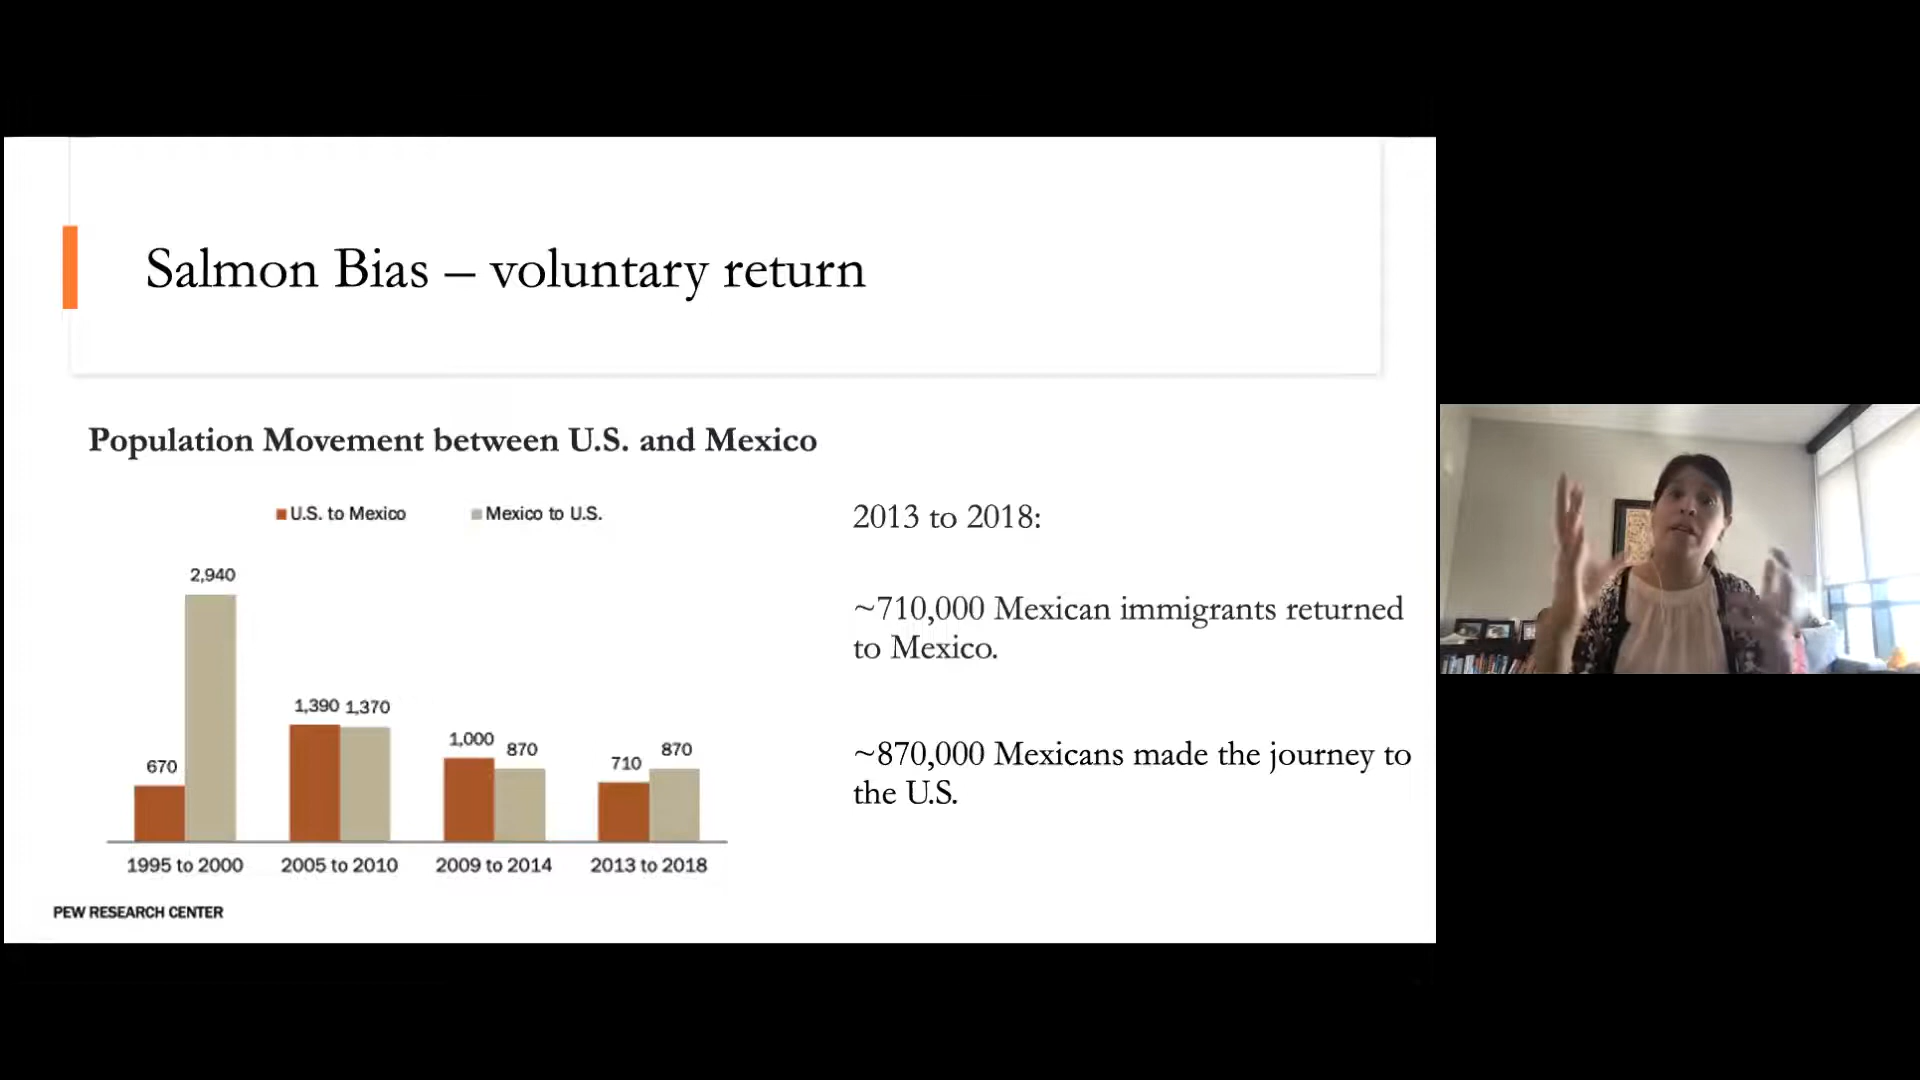 Salmon Bias – voluntary return
Population Movement between U.S. and Mexico
U.S. to Mexico Mexico to U.S.
2,940
670
1,390 1,370
1,000 870
710 870
1995 to 2000 2005 to 2010 2009 to 2014 2013 to 2018
PEW RESEARCH CENTER
2013 to 2018:
~710,000 Mexican immigrants returned
to Mexico.
~870,000 Mexicans made the journey to
the U.S.